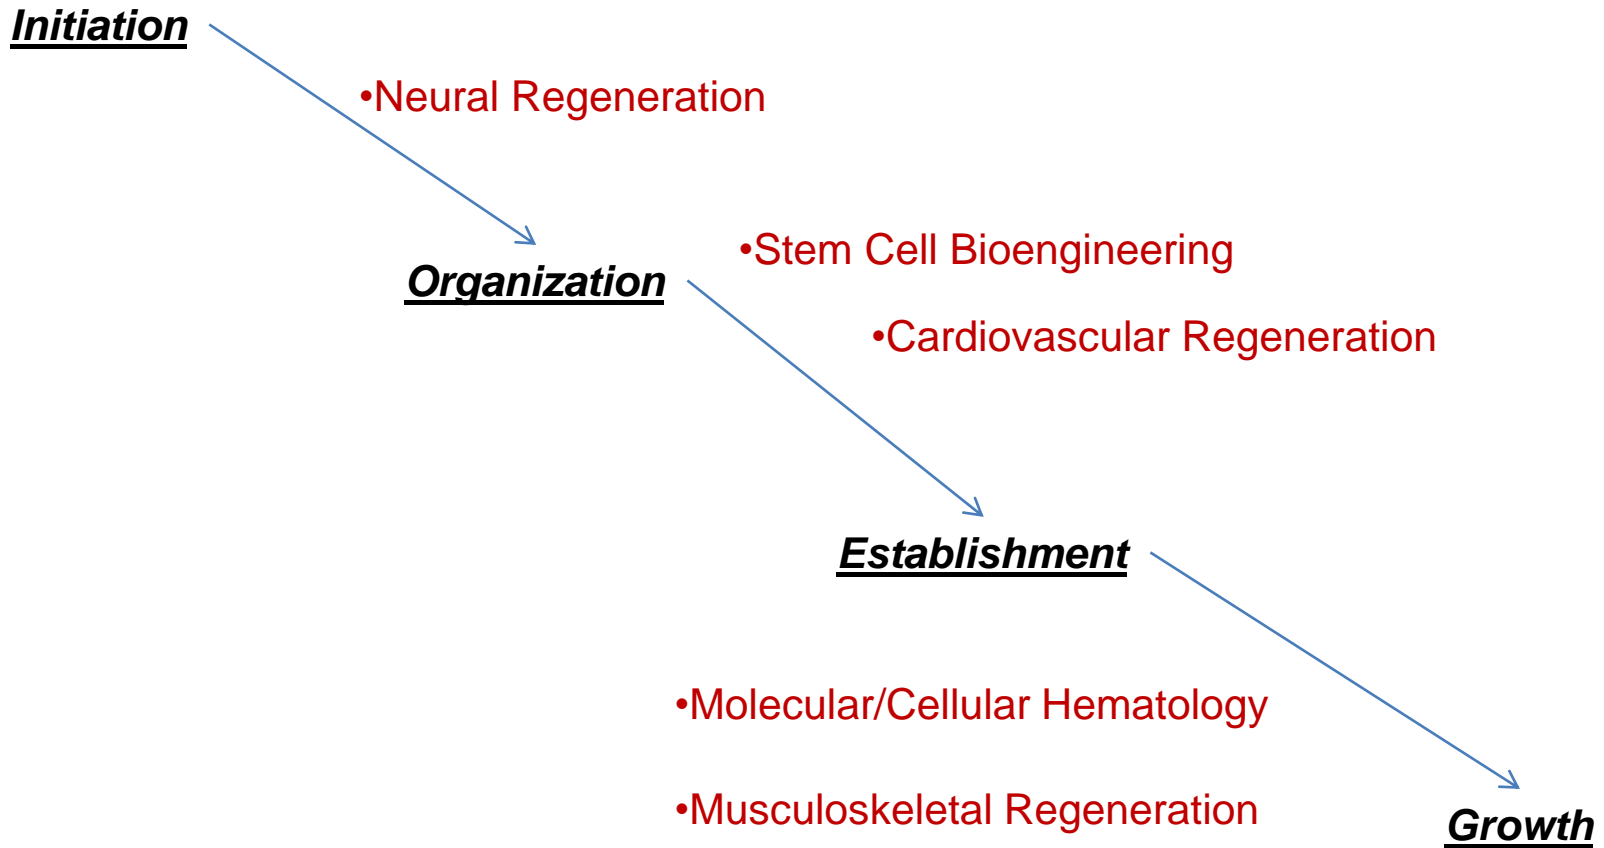 Initiation
•Neural Regeneration
•Stem Cell Bioengineering
Organization
•Cardiovascular Regeneration
Establishment
•Molecular/Cellular Hematology
•Musculoskeletal Regeneration
Growth